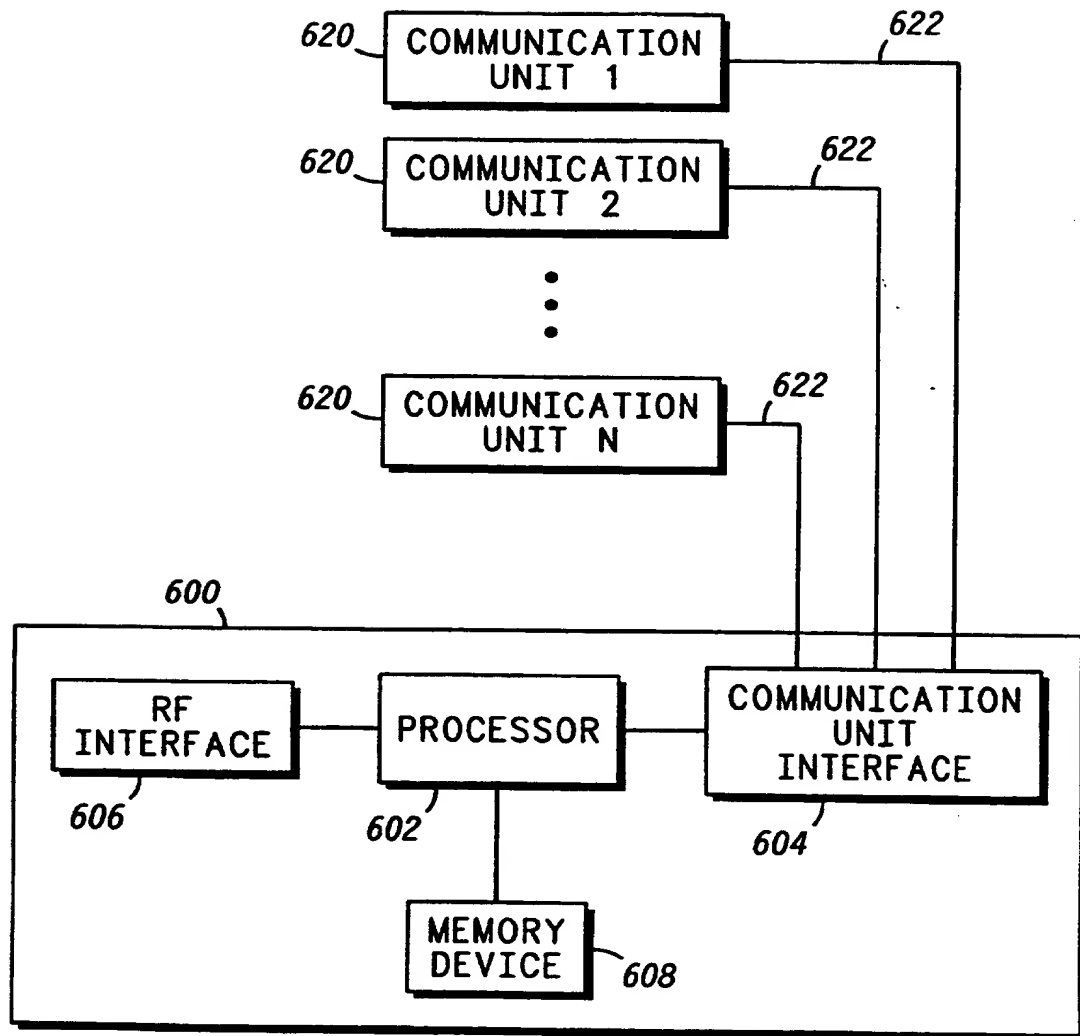 620
COMMUNICATION
UNIT 1
622
620
COMMUNICATION
UNIT 2
622
620
COMMUNICATION
UNIT N
622
600
RF
INTERFACE
606
PROCESSOR
602
COMMUNICATION
UNIT
INTERFACE
604
MEMORY
DEVICE
608